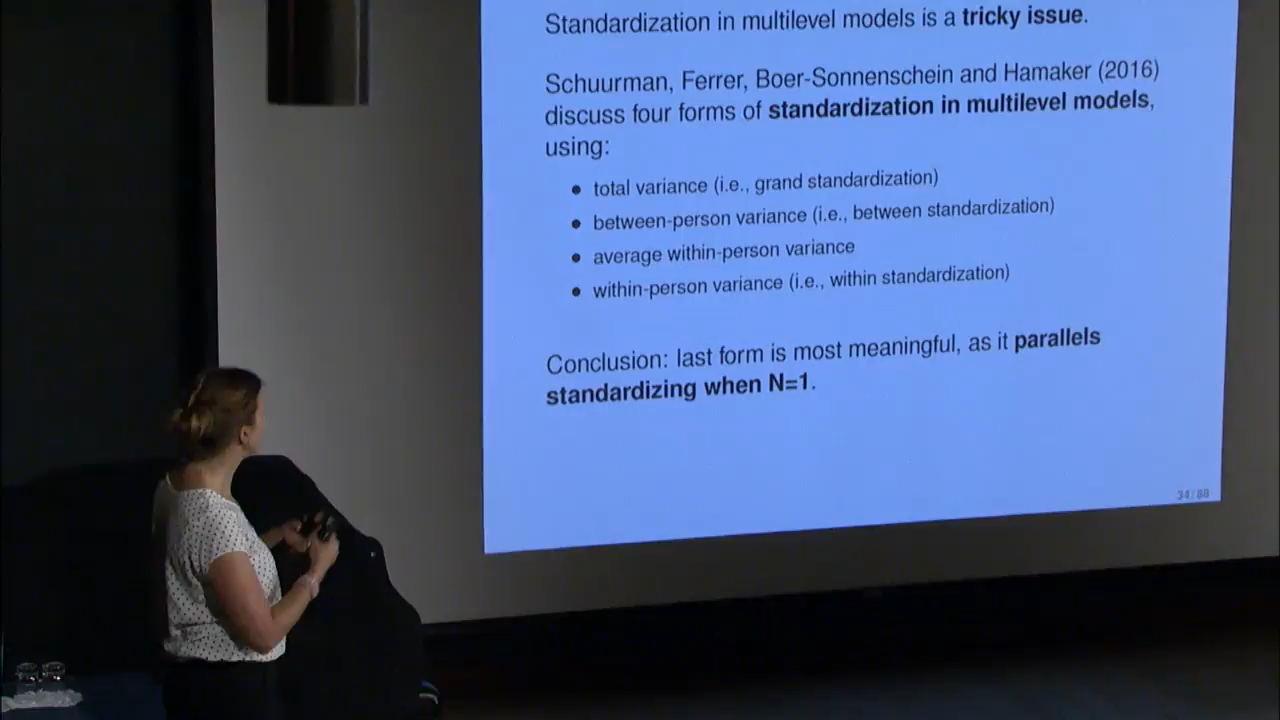 Standardization in multilevel models is a tricky issue.
Schuurman, Ferrer, Boer-Sonnenschein and Hamaker (2016)
discuss four forms of standardization in multilevel models,
using:
• total variance (i.e., grand standardization)
• between-person variance (i.e., between standardization)
• average within-person variance
• within-person variance (i.e., within standardization)
Conclusion: last form is most meaningful, as it parallels
standardizing when N=1.
34/88